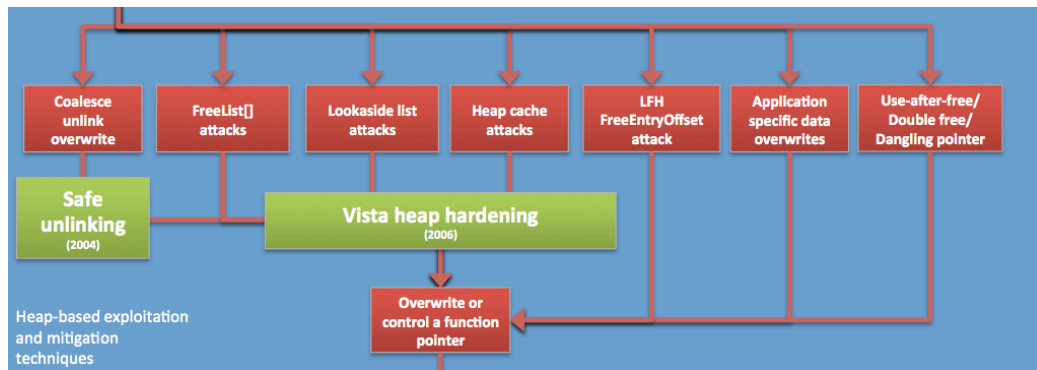 Coalesce
unlink
overwrite
FreeList[]
attacks
Lookaside list
attacks
Heap cache
attacks
LFH
FreeEntryOffset
attack
Application
specific data
overwrites
Use-after-free/
Double free/
Dangling pointer
Safe
unlinking
(2004)
Vista heap hardening
(2006)
Overwrite or
control a function
pointer
Heap-based exploitation
and mitigation
techniques